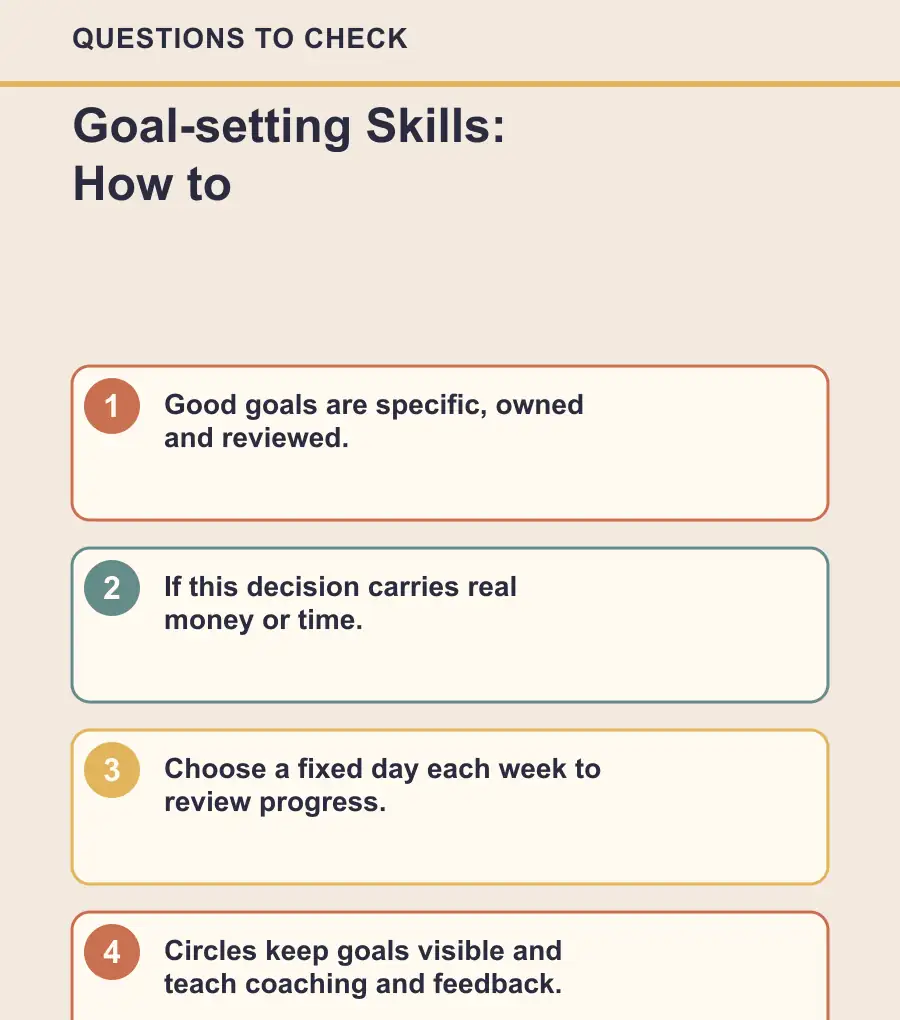 QUESTIONS TO CHECK
Goal-setting Skills:
How to
1
Good goals are specific, owned
and reviewed.
2
If this decision carries real
money or time.
3
Choose a fixed day each week to
review progress.
4
Circles keep goals visible and
teach coaching and feedback.